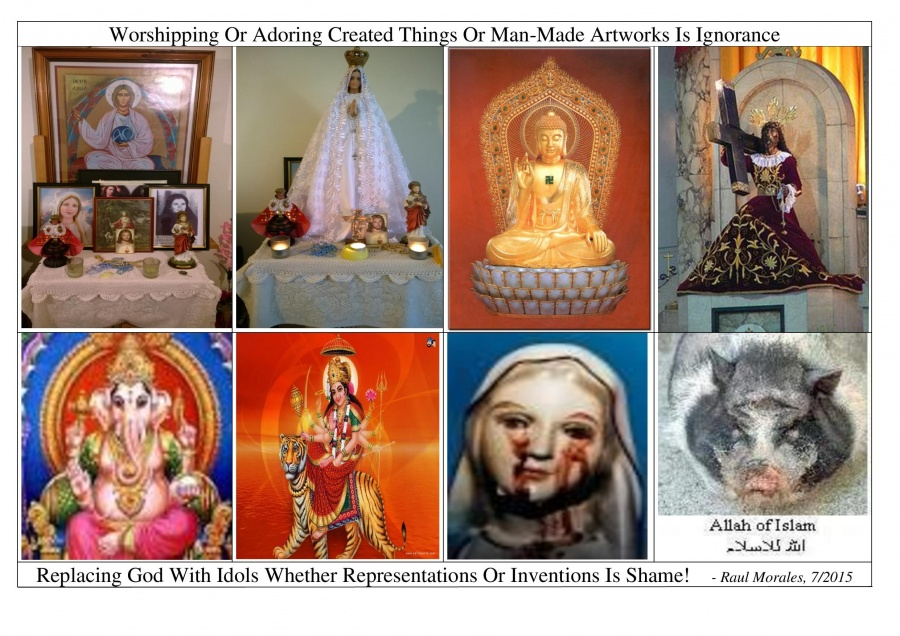 Worshipping Or Adoring Created Things Or Man-Made Artworks Is Ignorance
Allah of Islam
الله للاسلام
Replacing God With Idols Whether Representations Or Inventions Is Shame! - Raul Morales, 7/2015